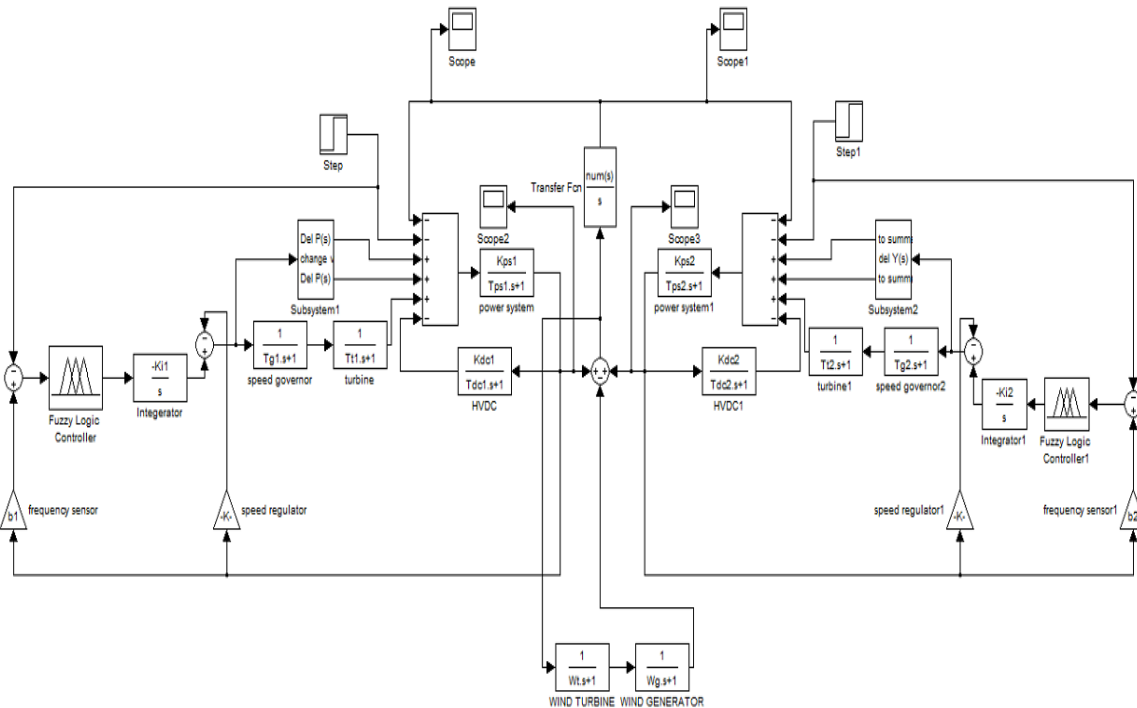 Scope
Scope1
Step
Step1
Transfer Fcn
num(s)
s
Scope2
Scope3
Del P(s)
change v
Del P(s)
Subsystem1
to summ
del Y(s)
to summ
Subsystem2
Kps1
Tps1.s+1
power system
Kps2
Tps2.s+1
power system1
1
Tg1.s+1
speed governor
1
Tt1.s+1
turbine
Kdc1
Tdc1.s+1
HVDC
Kdc2
Tdc2.s+1
HVDC1
1
Tt2.s+1
turbine1
1
Tg2.s+1
speed governor2
Fuzzy Logic
Controller
-Ki1
s
Integerator
-Ki2
s
Integrator1
Fuzzy Logic
Controller1
b1
frequency sensor
-K-
speed regulator
speed regulator1
-K-
frequency sensor1
b2
1
Wt.s+1
WIND TURBINE
1
Wg.s+1
WIND GENERATOR